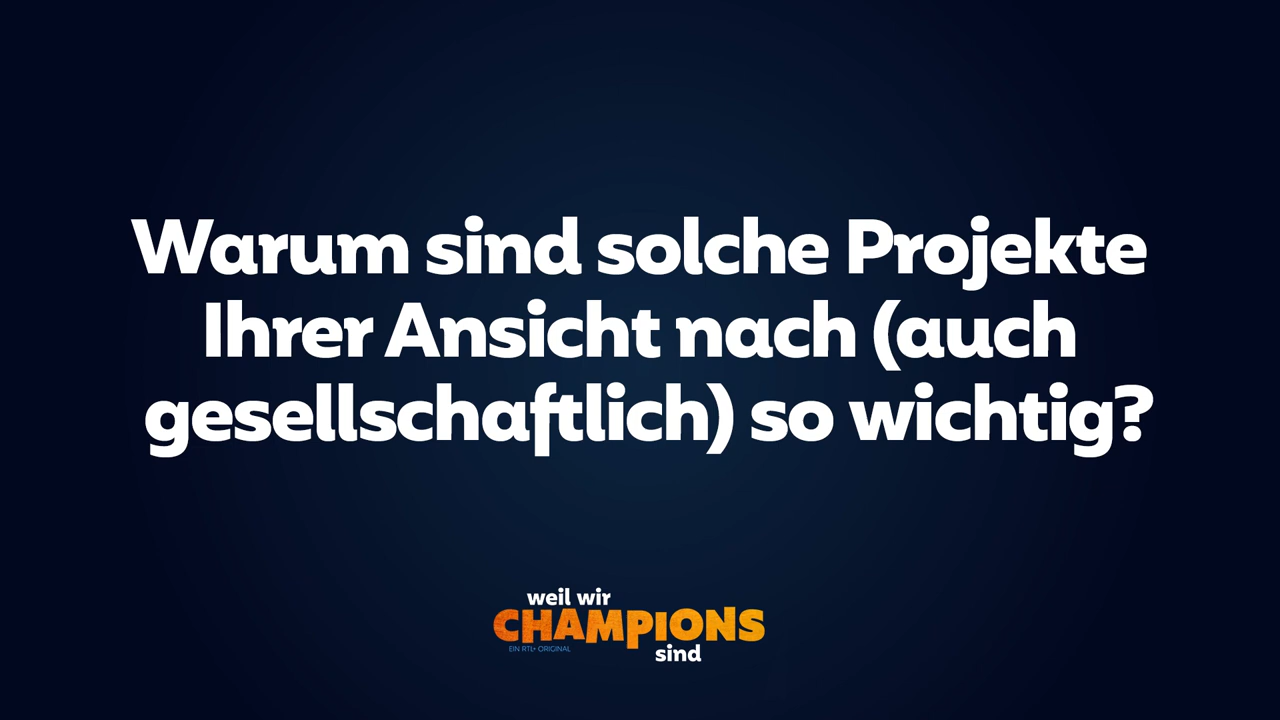 Warum sind solche Projekte
Ihrer Ansicht nach (auch
gesellschaftlich) so wichtig?
weil wir
CHAMPIONS
EIN RTL+ ORIGINAL
sind